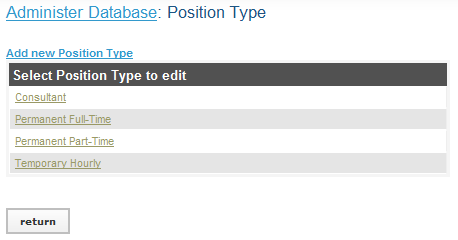 Administer Database: Position Type
Add new Position Type
Select Position Type to edit
Consultant
Permanent Full-Time
Permanent Part-Time
Temporary Hourly
return